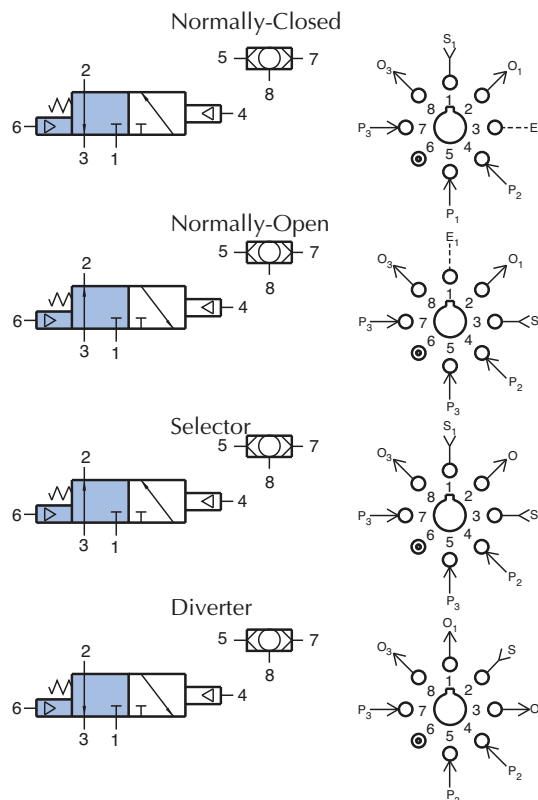 Normally-Closed
2
5 7
8
6 4
3 1
S₁
O₃ O₁
1
8 2
P₃ 7 3 E
6 4
5
P₂
P₁
Normally-Open
2
5 7
8
6 4
3 1
E₁
O₃ O₁
1
8 2
P₃ 7 3 S
6 4
5
P₂
P₃
Selector
2
5 7
8
6 4
3 1
S₁
O₃ O
1
8 2
P₃ 7 3 S
6 4
5
P₂
P₃
Diverter
2
5 7
8
6 4
3 1
O₁
O₃ S
1
8 2
P₃ 7 3 O
6 4
5
P₂
P₃